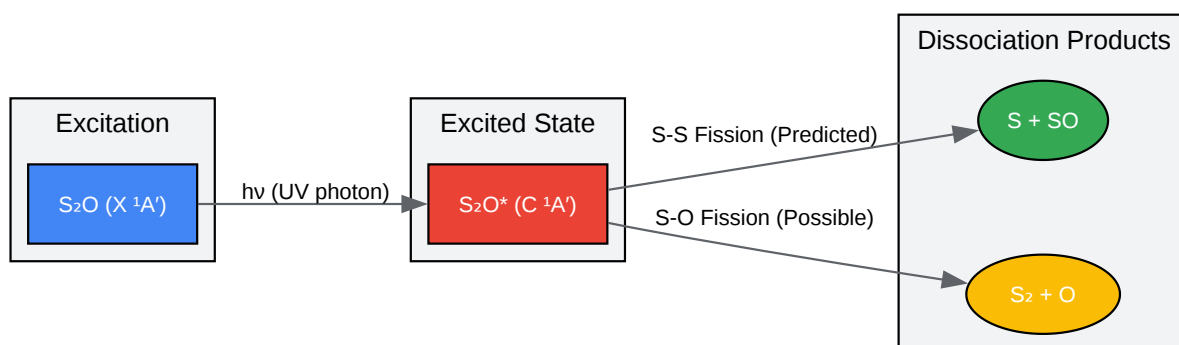 Dissociation Products
Excitation
Excited State
S-S Fission (Predicted)
S + SO
S₂O (X ¹A′)
hν (UV photon)
S₂O* (C ¹A′)
S-O Fission (Possible)
S₂ + O